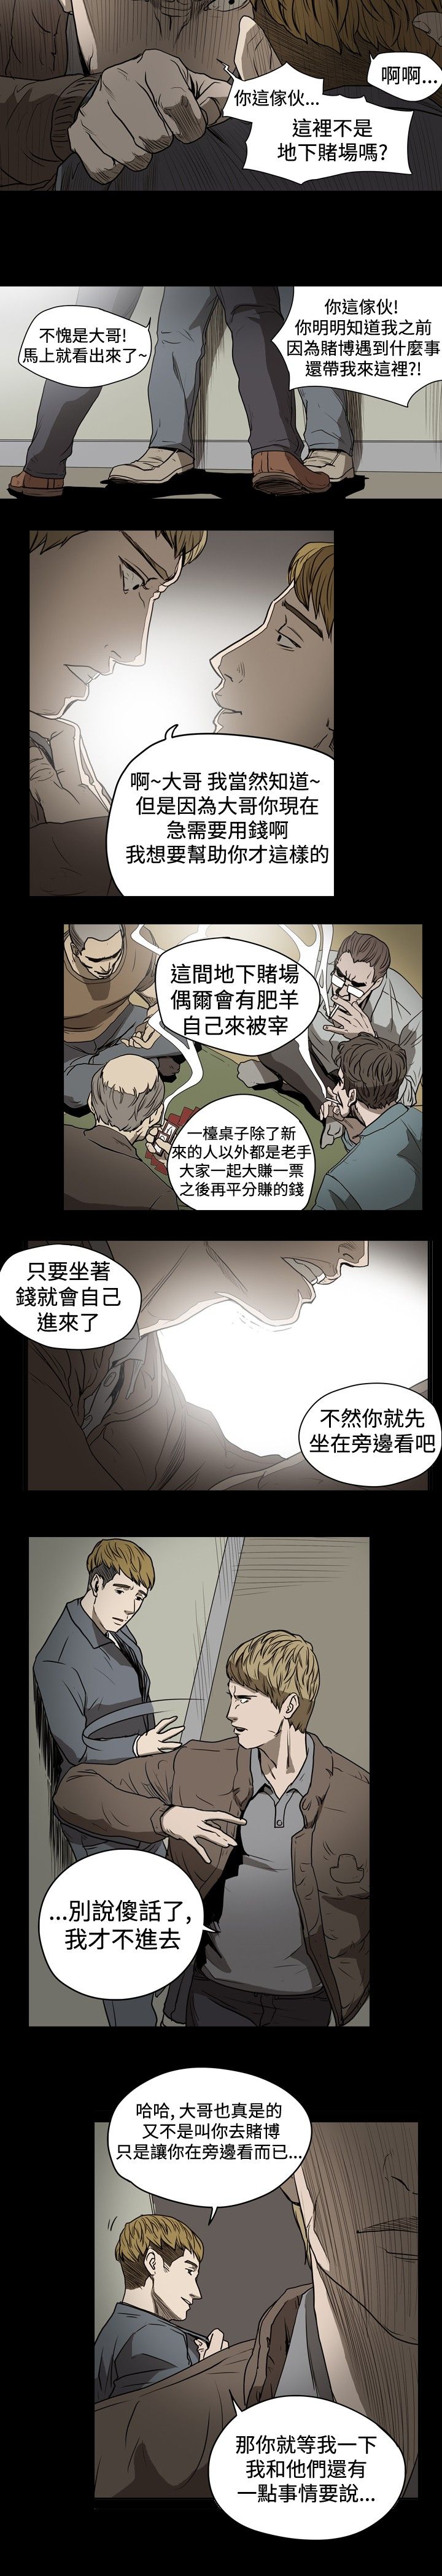 啊啊...
你這傢伙...
這裡不是
地下賭場嗎?
你這傢伙!
你明明知道我之前
因為賭博遇到什麼事
還帶我來這裡?!
不愧是大哥!
馬上就看出來了~
啊~大哥 我當然知道~
但是因為大哥你現在
急需要用錢啊
我想要幫助你才這樣的
這間地下賭場
偶爾會有肥羊
自己來被宰
一檯桌子除了新
來的人以外都是老手
大家一起大賺一票
之後再平分賺的錢
只要坐著
錢就會自己
進來了
不然你就先
坐在旁邊看吧
...別說傻話了,
我才不進去
哈哈, 大哥也真是的
又不是叫你去賭博
只是讓你在旁邊看而已...
那你就等我一下
我和他們還有
一點事情要說...